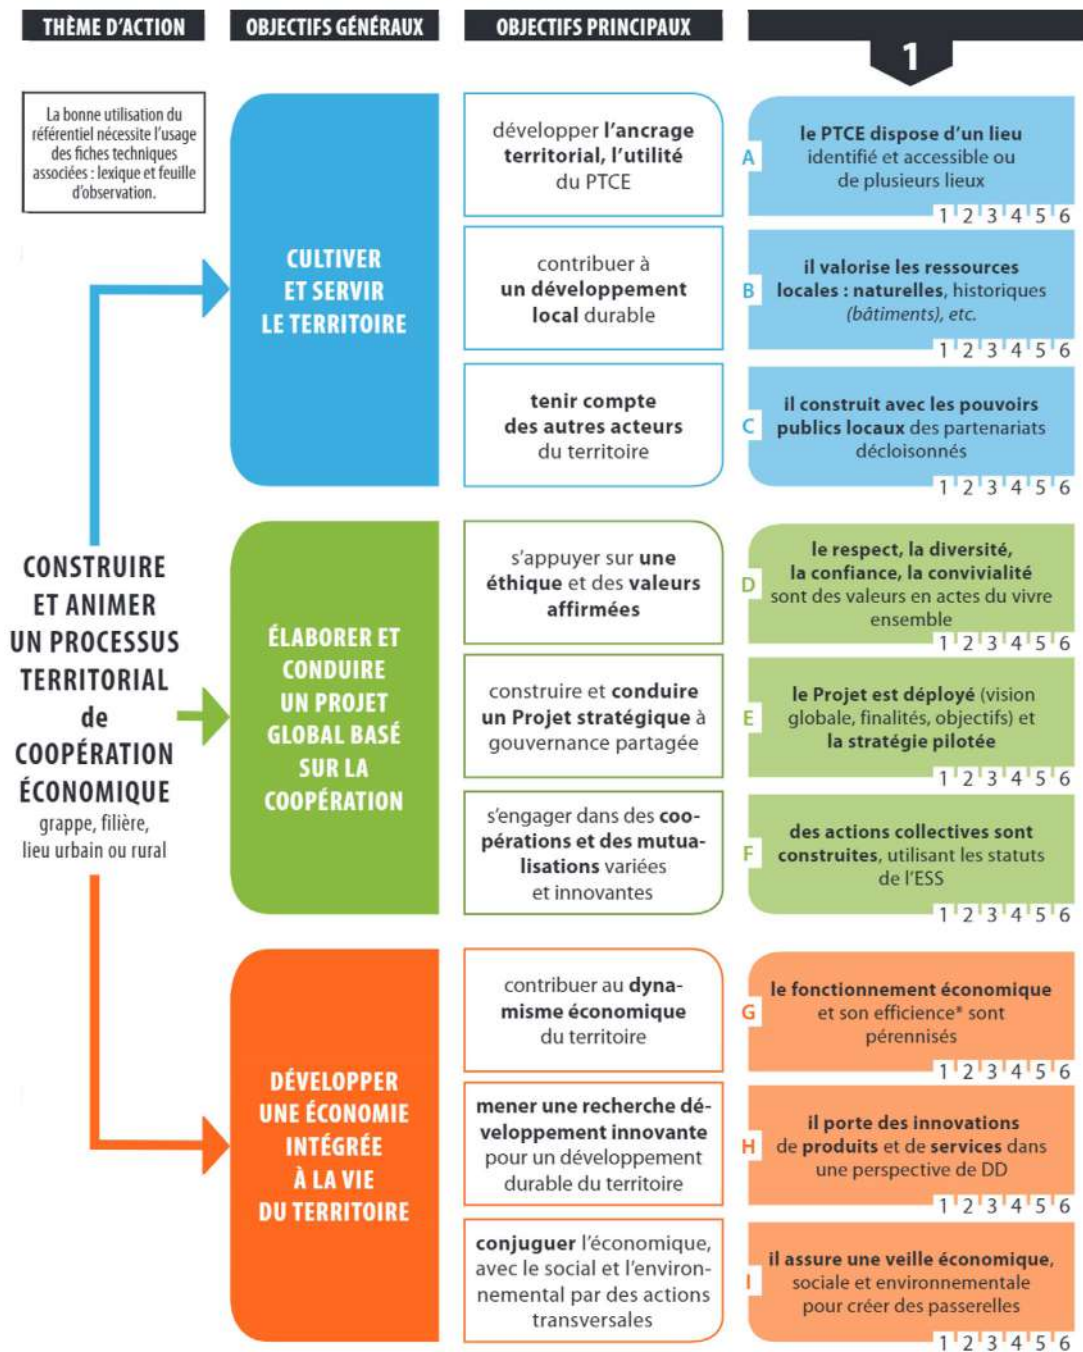 THÈME D'ACTION
OBJECTIFS GÉNÉRAUX
OBJECTIFS PRINCIPAUX
1
La bonne utilisation du
référentiel nécessite l'usage
des fiches techniques
associées : lexique et feuille
d'observation.
CONSTRUIRE
ET ANIMER
UN PROCESSUS
TERRITORIAL
de
COOPÉRATION
ÉCONOMIQUE
grappe, filière,
lieu urbain ou rural
CULTIVER
ET SERVIR
LE TERRITOIRE
développer l'ancrage
territorial, l'utilité
du PTCE
A
le PTCE dispose d'un lieu
identifié et accessible ou
de plusieurs lieux
1 2 3 4 5 6
contribuer à
un développement
local durable
B
il valorise les ressources
locales : naturelles, historiques
(bâtiments), etc.
1 2 3 4 5 6
tenir compte
des autres acteurs
du territoire
C
il construit avec les pouvoirs
publics locaux des partenariats
décloisonnés
1 2 3 4 5 6
ÉLABORER ET
CONDUIRE
UN PROJET
GLOBAL BASÉ
SUR LA
COOPÉRATION
s'appuyer sur une
éthique et des valeurs
affirmées
D
le respect, la diversité,
la confiance, la convivialité
sont des valeurs en actes du vivre
ensemble
1 2 3 4 5 6
construire et conduire
un Projet stratégique à
gouvernance partagée
E
le Projet est déployé (vision
globale, finalités, objectifs) et
la stratégie pilotée
1 2 3 4 5 6
s'engager dans des coo-
pérations et des mutua-
lisations variées
et innovantes
F
des actions collectives sont
construites, utilisant les statuts
de l'ESS
1 2 3 4 5 6
DÉVELOPPER
UNE ÉCONOMIE
INTÉGRÉE
À LA VIE
DU TERRITOIRE
contribuer au dyna-
misme économique
du territoire
G
le fonctionnement économique
et son efficience* sont
pérennisés
1 2 3 4 5 6
mener une recherche dé-
veloppement innovante
pour un développement
durable du territoire
H
il porte des innovations
de produits et de services dans
une perspective de DD
1 2 3 4 5 6
conjuguer l'économique,
avec le social et l'environ-
nemental par des actions
transversales
I
il assure une veille économique,
sociale et environnementale
pour créer des passerelles
1 2 3 4 5 6